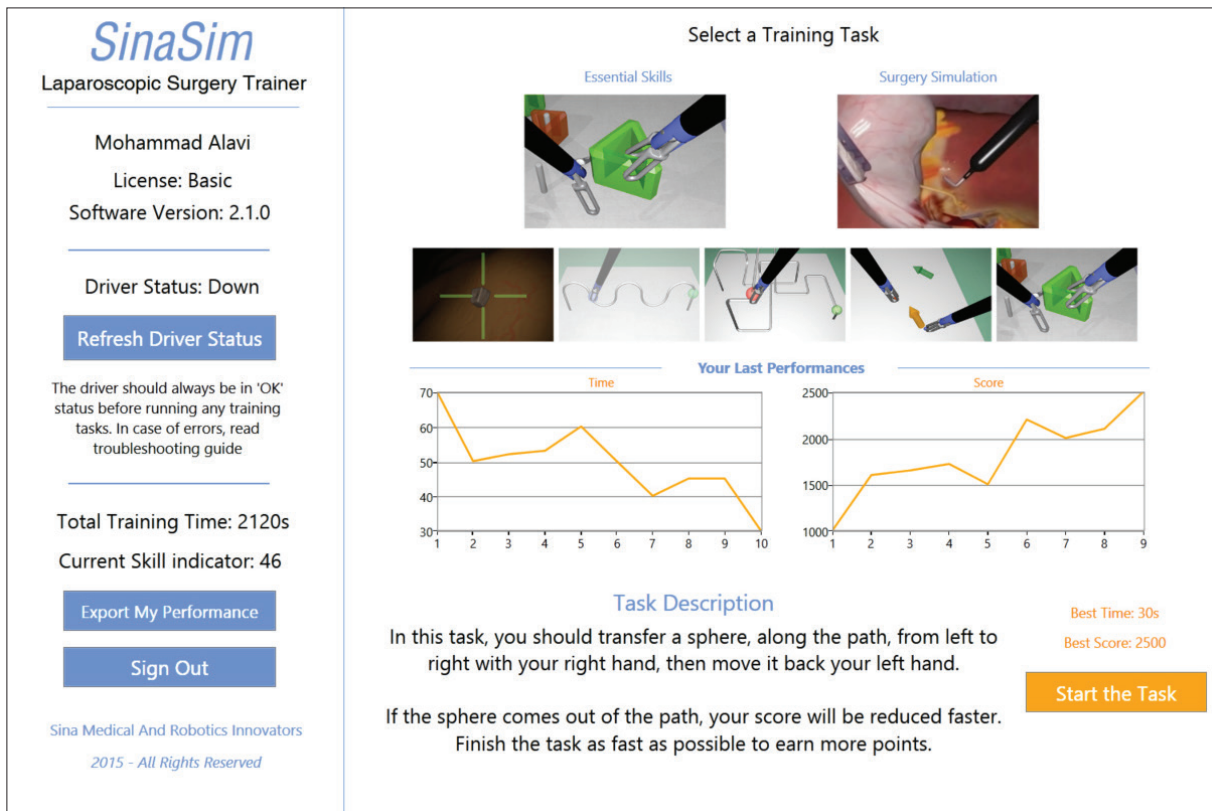 SinaSim
Laparoscopic Surgery Trainer
Mohammad Alavi
License: Basic
Software Version: 2.1.0
Driver Status: Down
Refresh Driver Status
The driver should always be in 'OK'
status before running any training
tasks. In case of errors, read
troubleshooting guide
Total Training Time: 2120s
Current Skill indicator: 46
Export My Performance
Sign Out
Sina Medical And Robotics Innovators
2015 - All Rights Reserved
Select a Training Task
Essential Skills
Surgery Simulation
Your Last Performances
Time
70
60
50
40
30
1 2 3 4 5 6 7 8 9 10
Score
2500
2000
1500
1000
1 2 3 4 5 6 7 8 9
Task Description
In this task, you should transfer a sphere, along the path, from left to
right with your right hand, then move it back your left hand.
If the sphere comes out of the path, your score will be reduced faster.
Finish the task as fast as possible to earn more points.
Best Time: 30s
Best Score: 2500
Start the Task